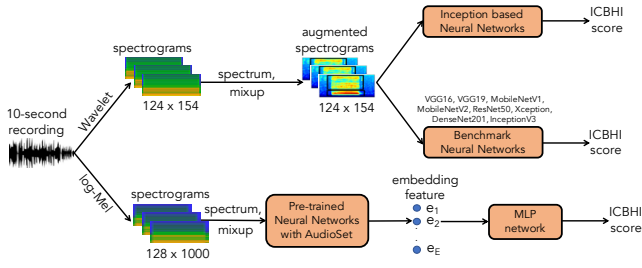 Inception based
Neural Networks
ICBHI
score
augmented
spectrograms
spectrograms
spectrum,
mixup
124 x 154
124 x 154
VGG16, VGG19, MobileNetV1,
MobileNetV2, ResNet50, Xception,
DenseNet201, InceptionV3
Benchmark
Neural Networks
ICBHI
score
10-second
recording
Wavelet
log-Mel
spectrograms
128 x 1000
spectrum,
mixup
Pre-trained
Neural Networks
with AudioSet
embedding
feature
e1
e2
.
.
eE
MLP
network
ICBHI
score